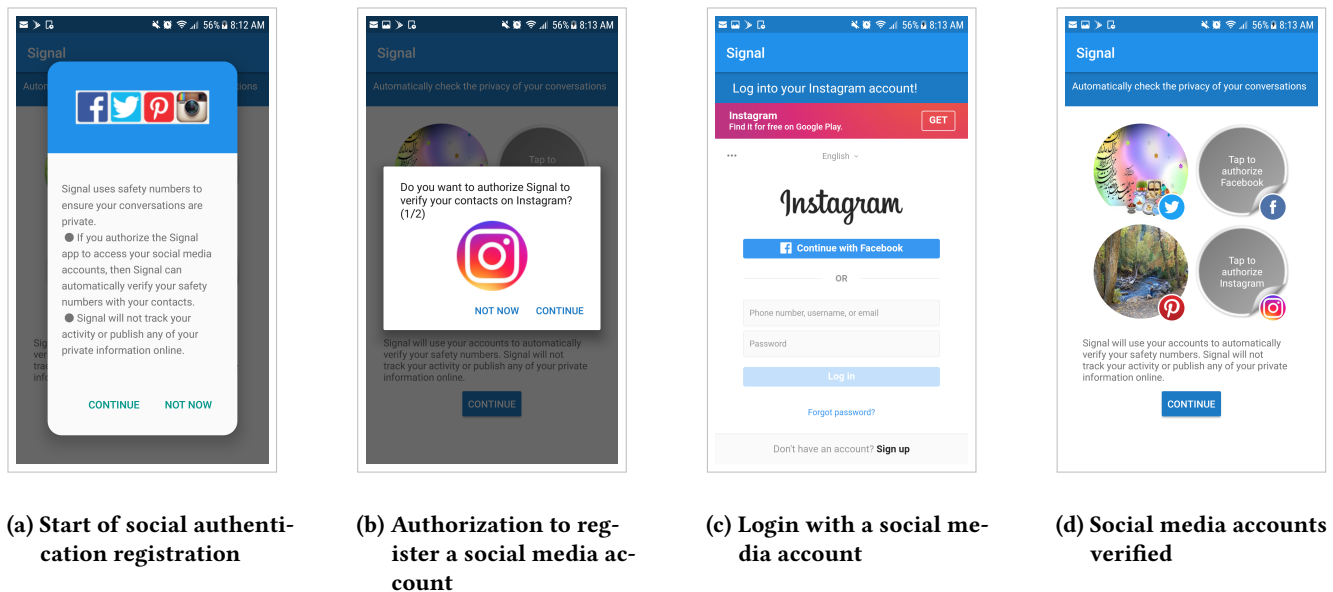 56% 8:12 AM
Signal
Signal uses safety numbers to
ensure your conversations are
private.
● If you authorize the Signal
app to access your social media
accounts, then Signal can
automatically verify your safety
numbers with your contacts.
● Signal will not track your
activity or publish any of your
private information online.
CONTINUE NOT NOW
(a) Start of social authenti-
cation registration
56% 8:13 AM
Signal
Automatically check the privacy of your conversations
Tap to
Do you want to authorize Signal to
verify your contacts on Instagram?
(1/2)
NOT NOW CONTINUE
Signal will use your accounts to automatically
verify your safety numbers. Signal will not
track your activity or publish any of your private
information online.
CONTINUE
(b) Authorization to reg-
ister a social media ac-
count
56% 8:13 AM
Signal
Log into your Instagram account!
Instagram
Find it for free on Google Play.
GET
••• English
Instagram
Continue with Facebook
OR
Phone number, username, or email
Password
Log in
Forgot password?
Don't have an account? Sign up
(c) Login with a social me-
dia account
56% 8:13 AM
Signal
Automatically check the privacy of your conversations
Tap to
authorize
Facebook
Tap to
authorize
Instagram
Signal will use your accounts to automatically
verify your safety numbers. Signal will not
track your activity or publish any of your private
information online.
CONTINUE
(d) Social media accounts
verified